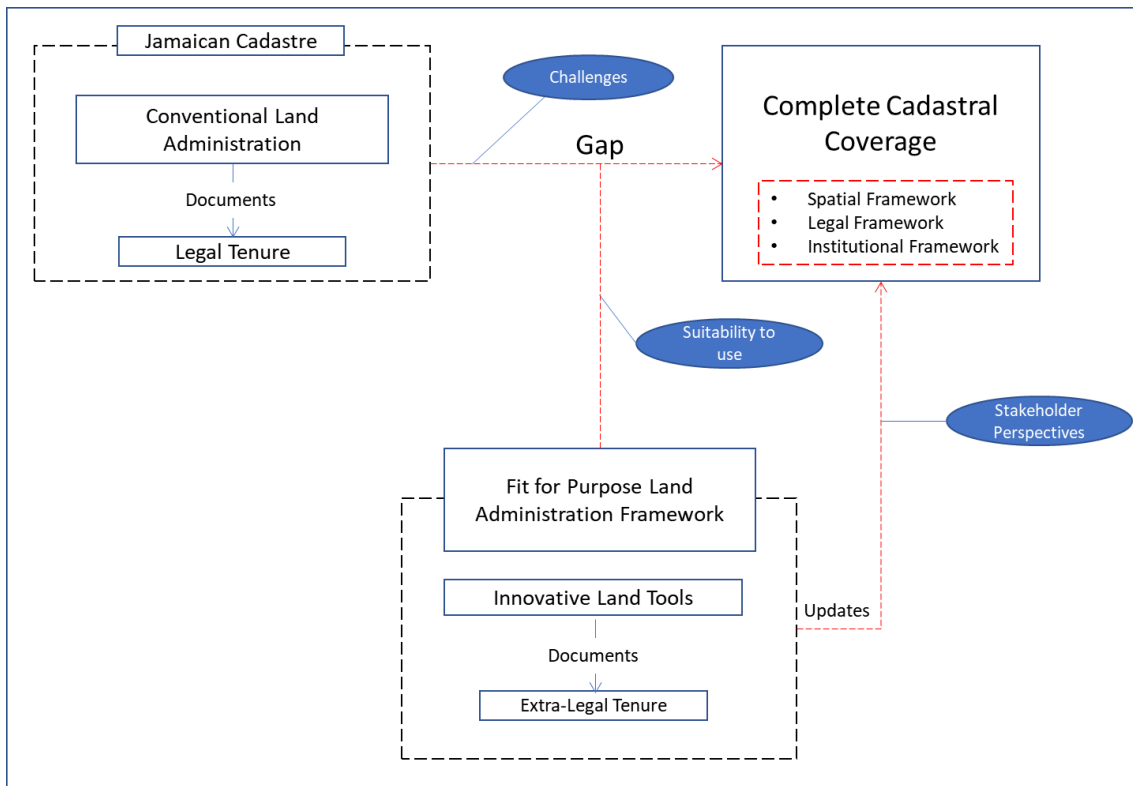 Jamaican Cadastre
Conventional Land
Administration
Documents
Legal Tenure
Challenges
Gap
Complete Cadastral
Coverage
• Spatial Framework
• Legal Framework
• Institutional Framework
Suitability to
use
Stakeholder
Perspectives
Fit for Purpose Land
Administration Framework
Innovative Land Tools
Documents
Extra-Legal Tenure
Updates